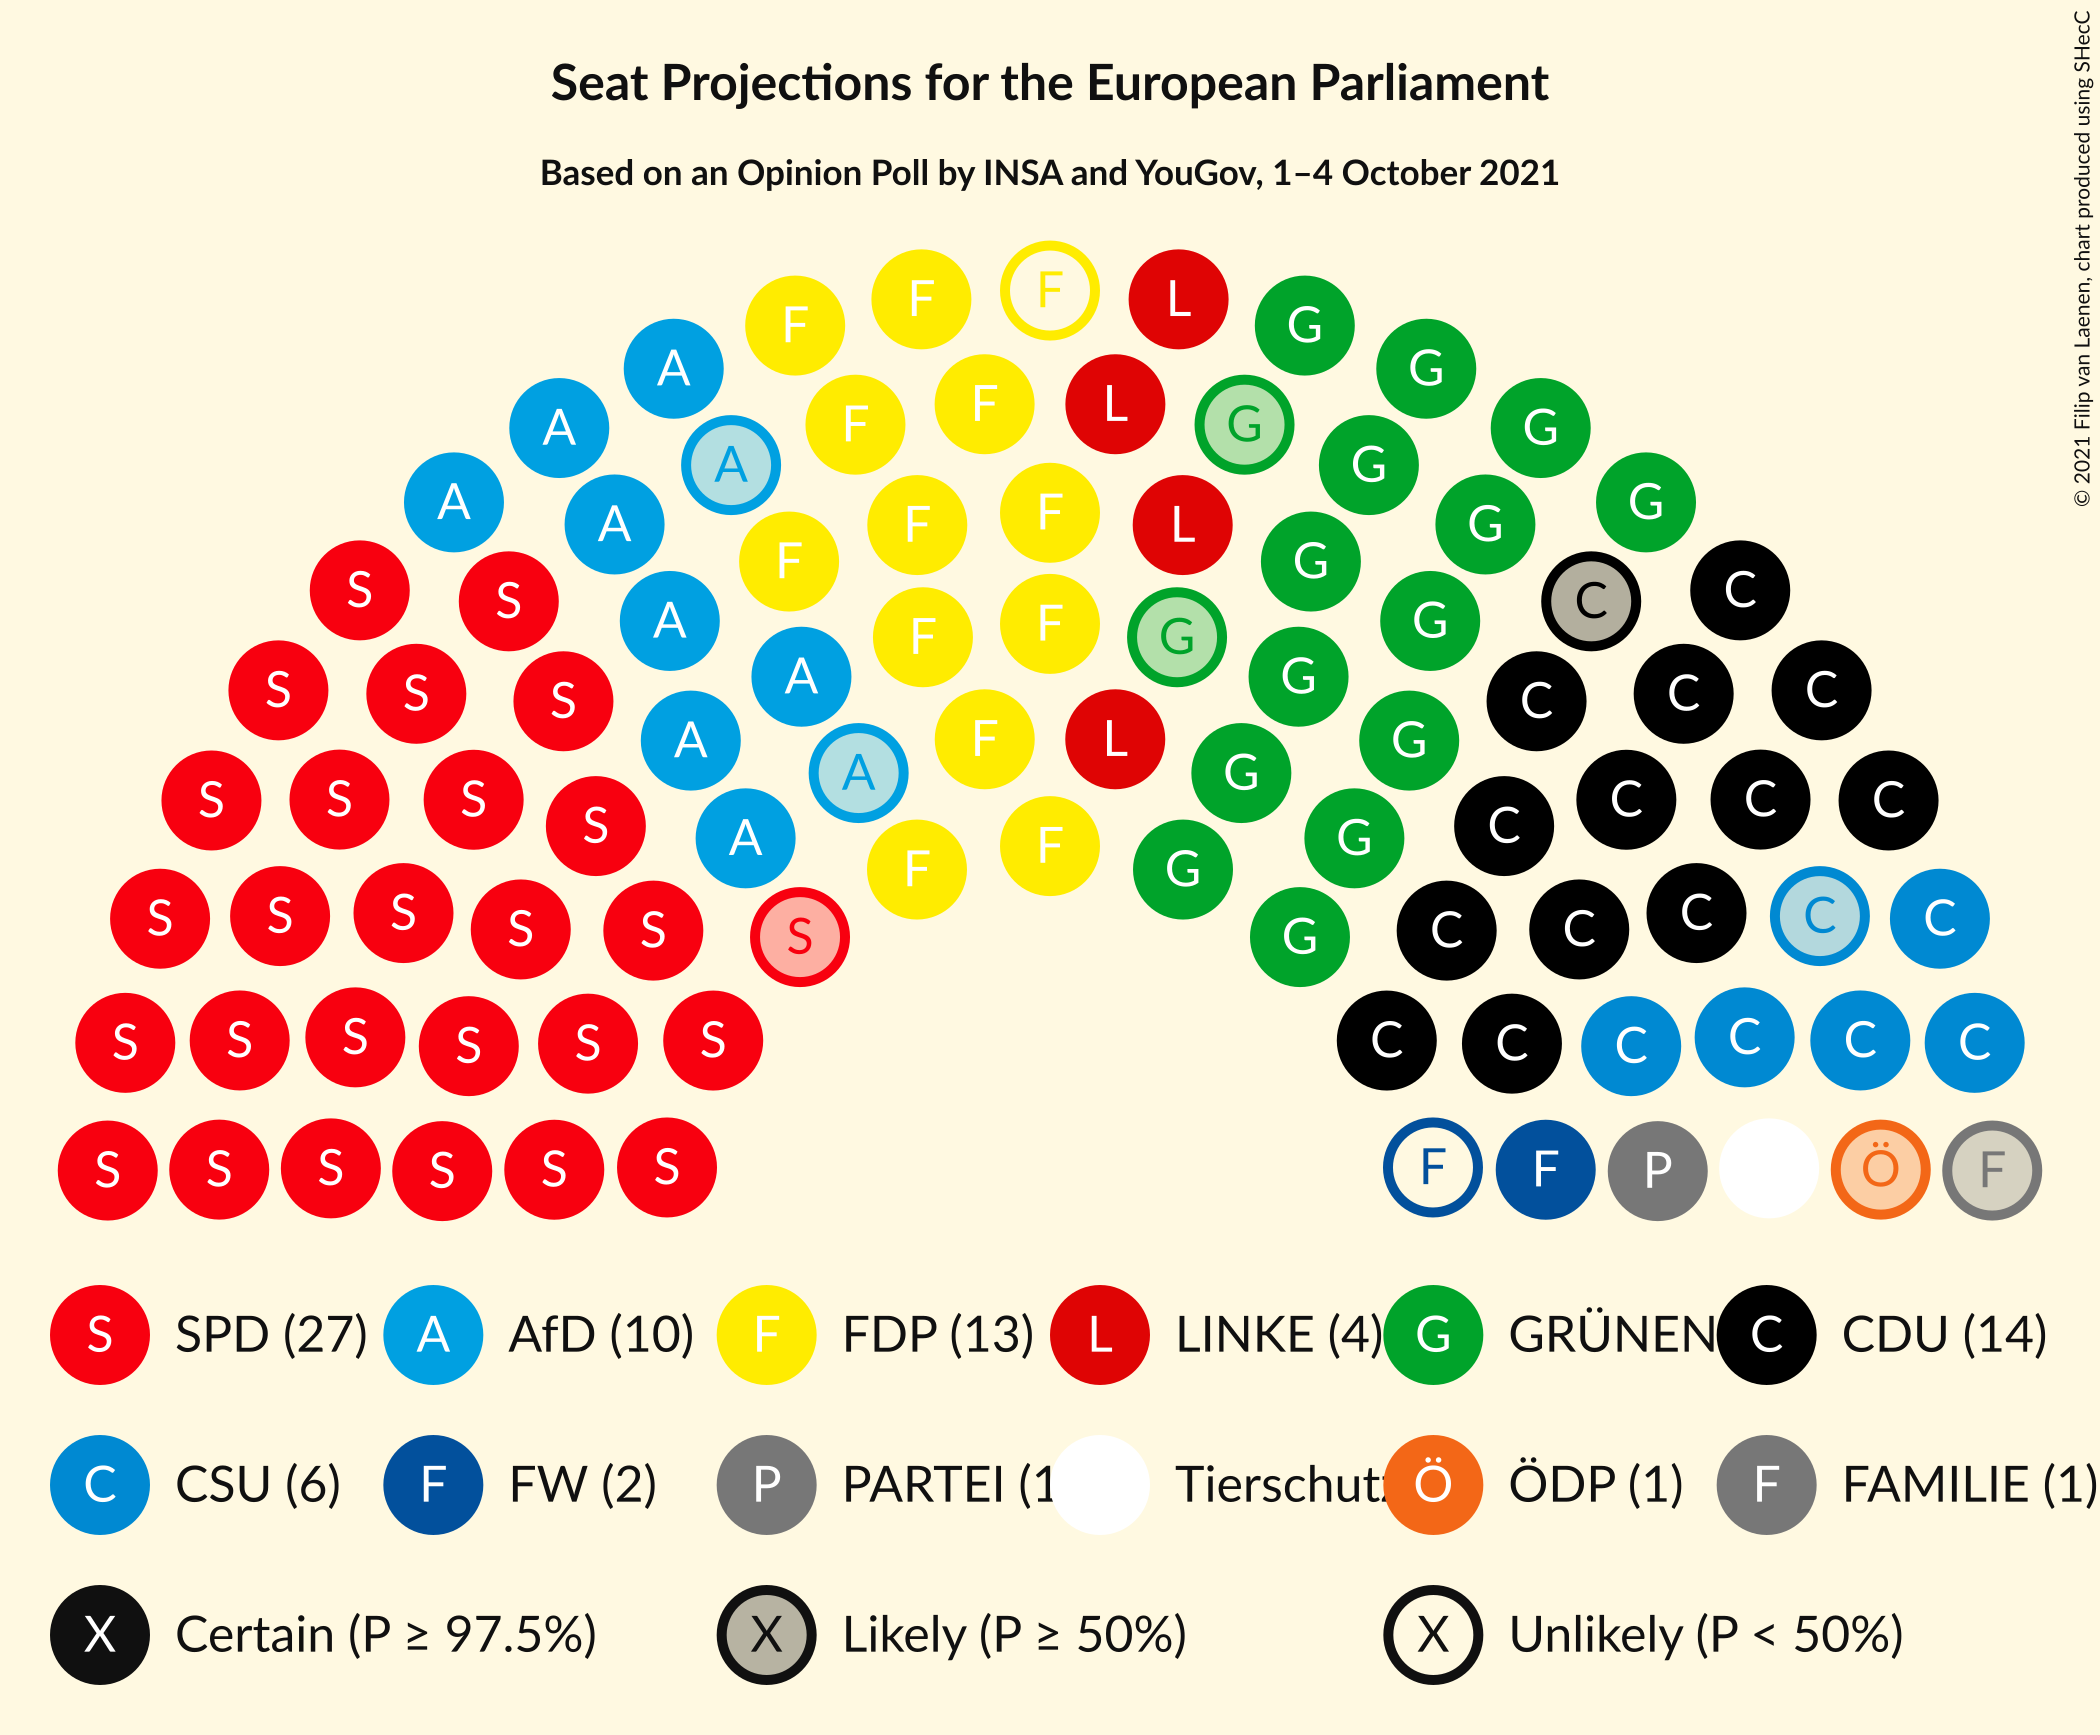 © 2021 Filip van Laenen, chart produced using SHecC
Seat Projections for the European Parliament
Based on an Opinion Poll by INSA and YouGov, 1–4 October 2021
F F L
F G
A G
F L
A F G G
A G
A F G
A F L G
F G
S S C C
A F F G G
S S S A G C C C
A F L G
S S S A G C C C
S A F G C
F G
S S S S S S G C C C C C
S S S S S S C C C C C C
S S S S S S F F P Ö F
S SPD (27) A AfD (10) F FDP (13) L LINKE (4) G GRÜNEN C CDU (14)
C CSU (6) F FW (2) P PARTEI (1 Tierschutz Ö ÖDP (1) F FAMILIE (1)
X Certain (P ≥ 97.5%) X Likely (P ≥ 50%) X Unlikely (P < 50%)